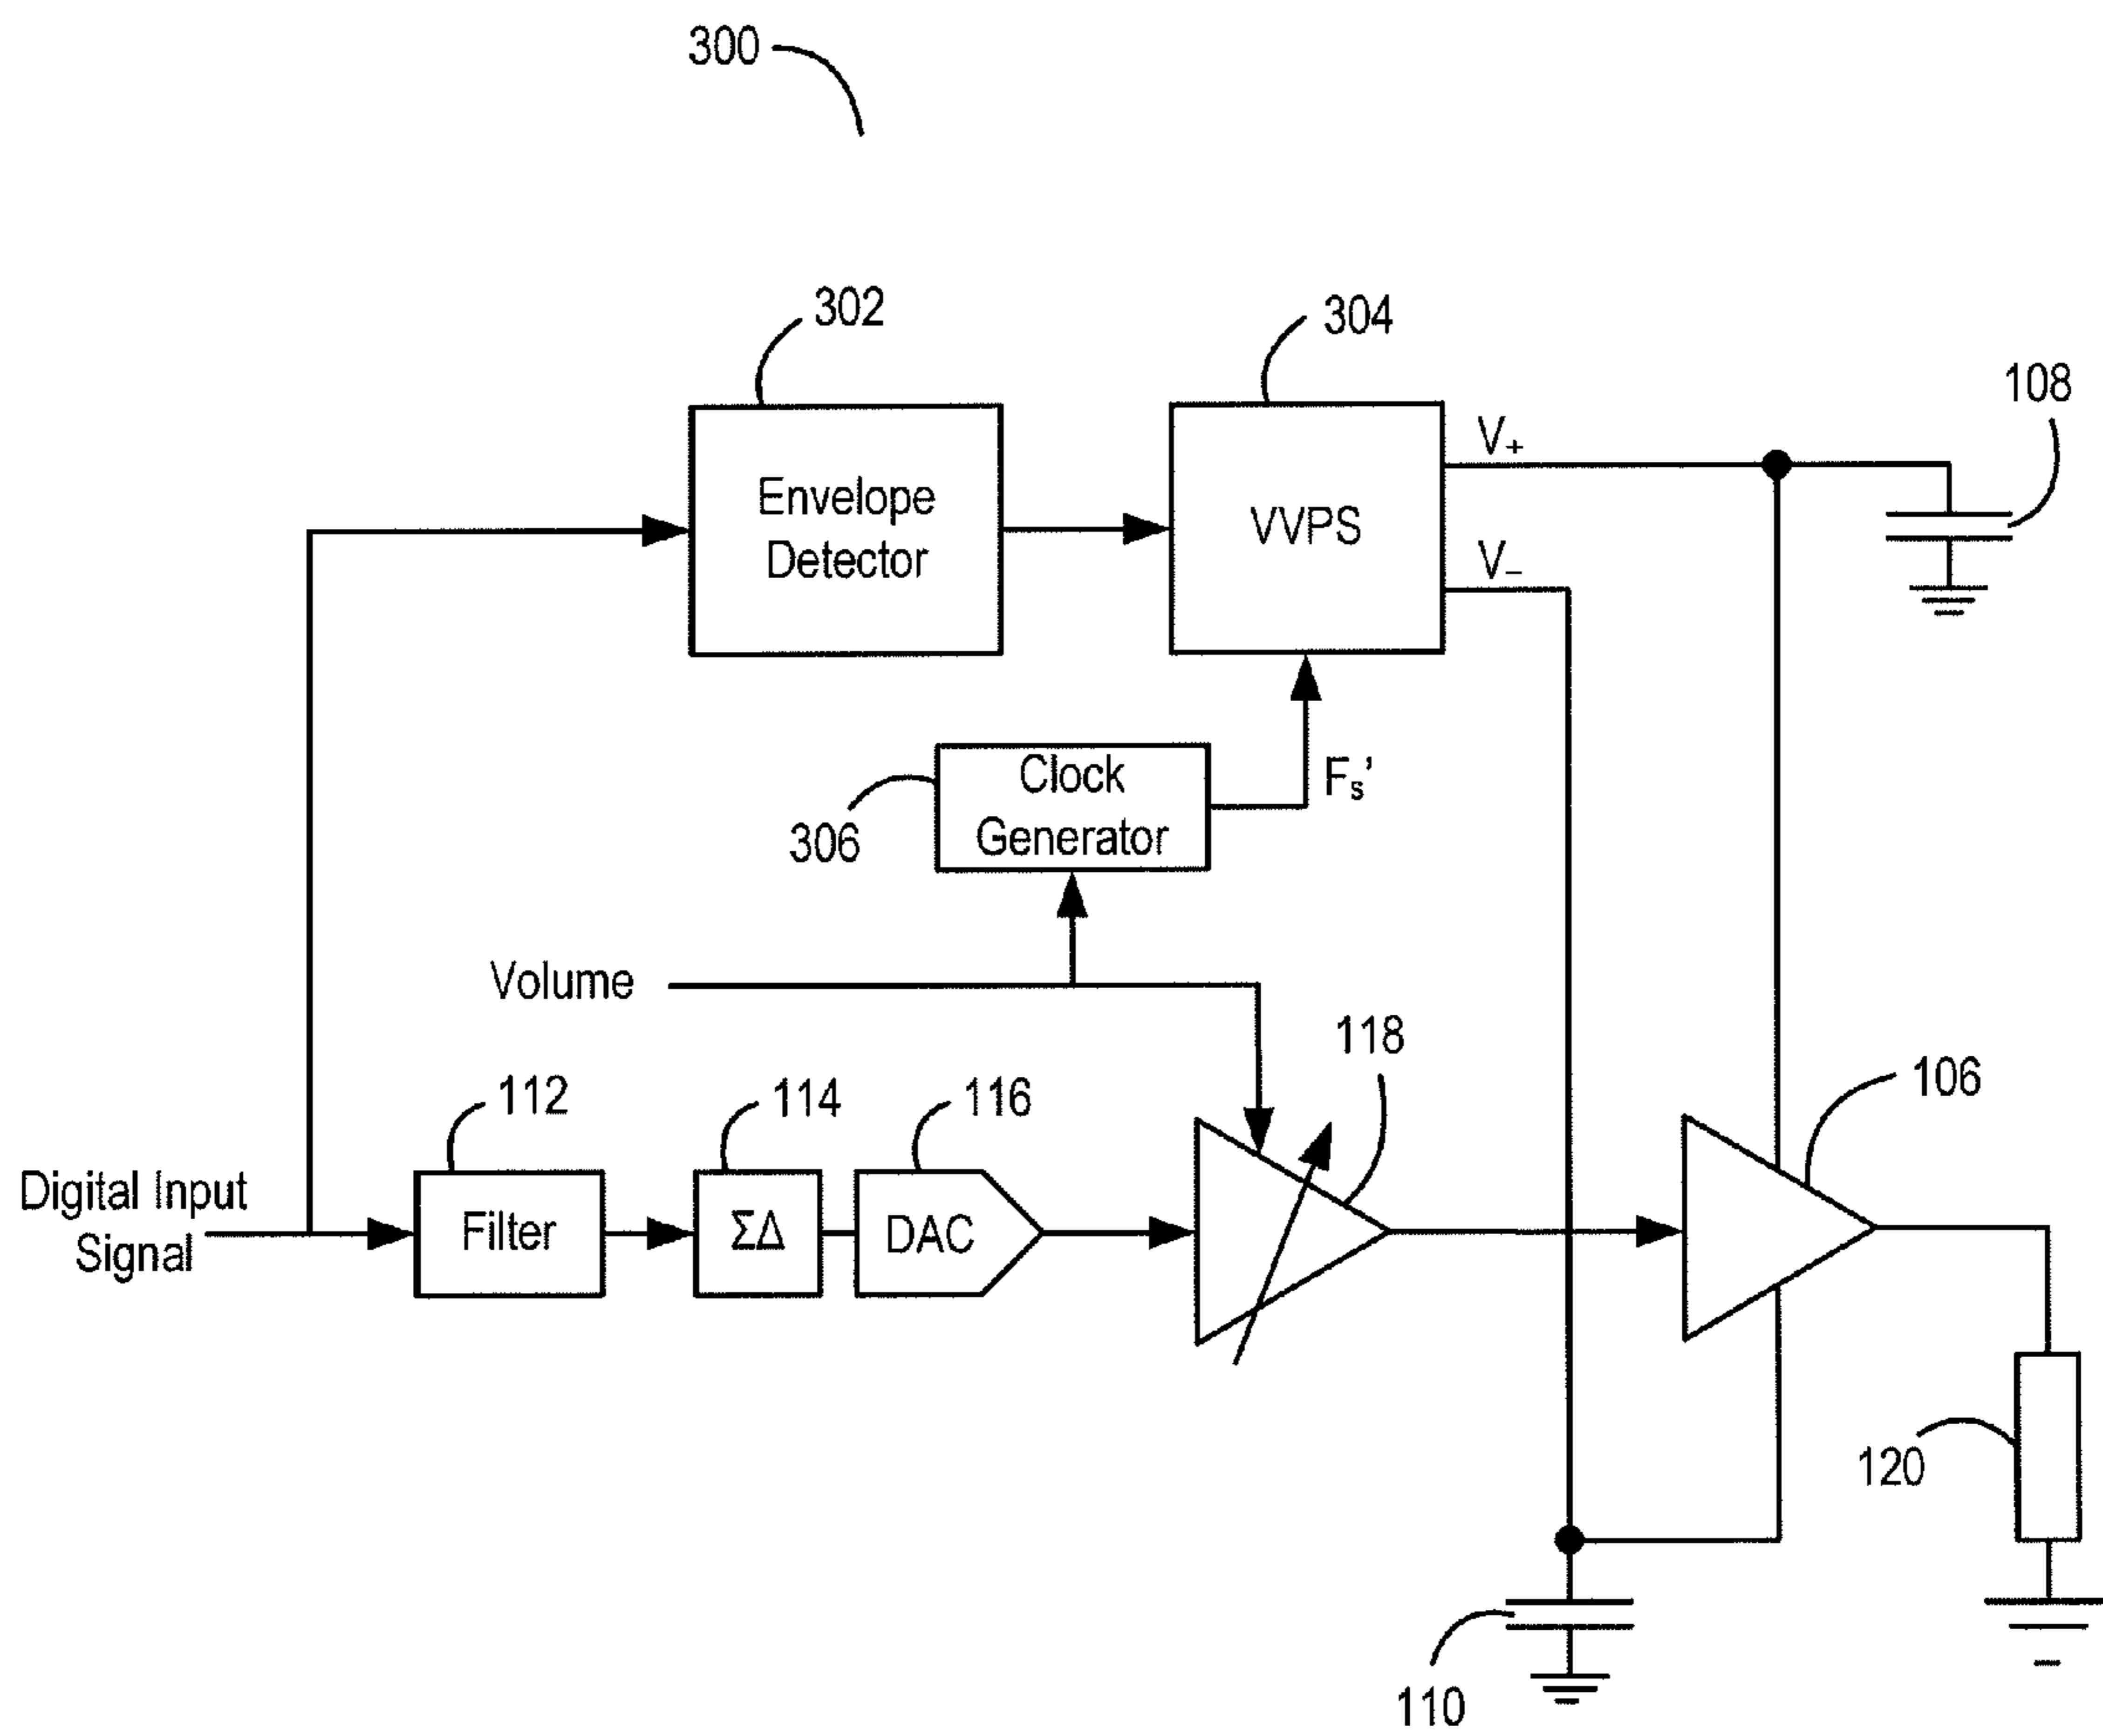 300
302
304
108
V+
Envelope
Detector
VVPS
V–
Clock
Generator
Fs’
306
Volume
118
112
114
116
106
Digital Input
Signal
Filter
ΣΔ
DAC
120
110